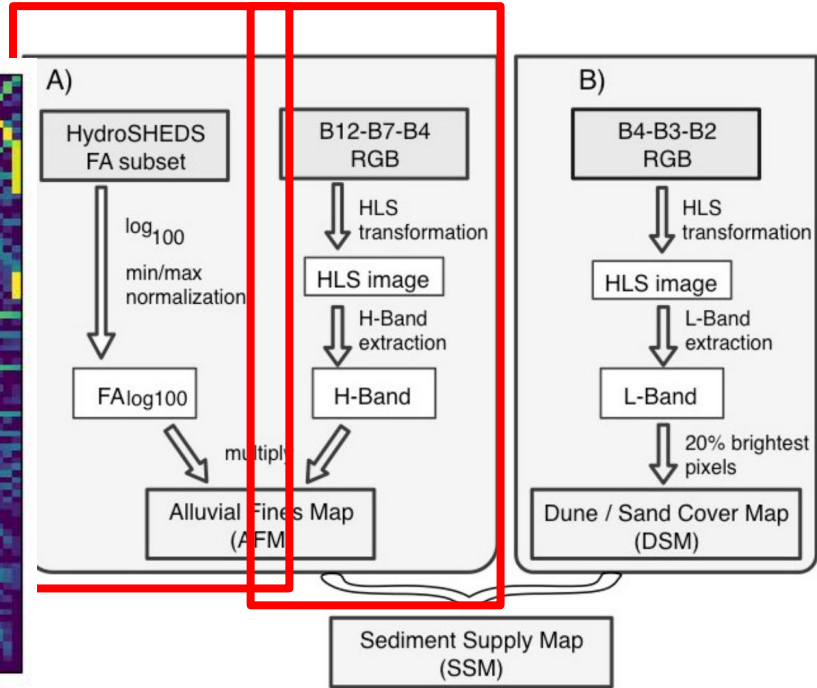 A)
HydroSHEDS
FA subset
log100
min/max
normalization
FAlog100
B12-B7-B4
RGB
HLS
transformation
HLS image
H-Band
extraction
H-Band
multiply
Alluvial Fines Map
(AFM)
B)
B4-B3-B2
RGB
HLS
transformation
HLS image
L-Band
extraction
L-Band
20% brightest
pixels
Dune / Sand Cover Map
(DSM)
Sediment Supply Map
(SSM)